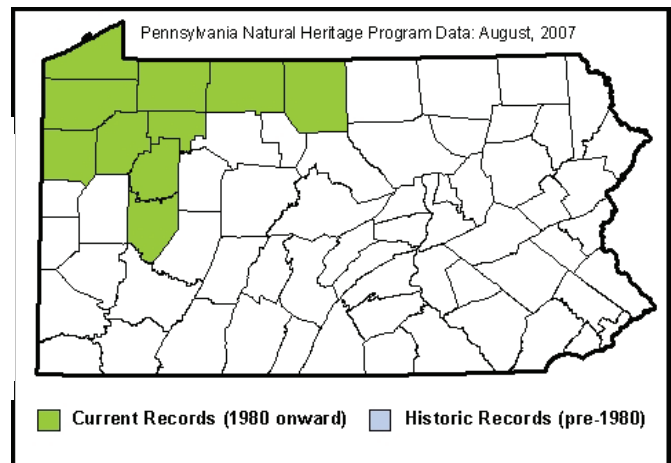 Pennsylvania Natural Heritage Program Data: August, 2007
Current Records (1980 onward) Historic Records (pre-1980)